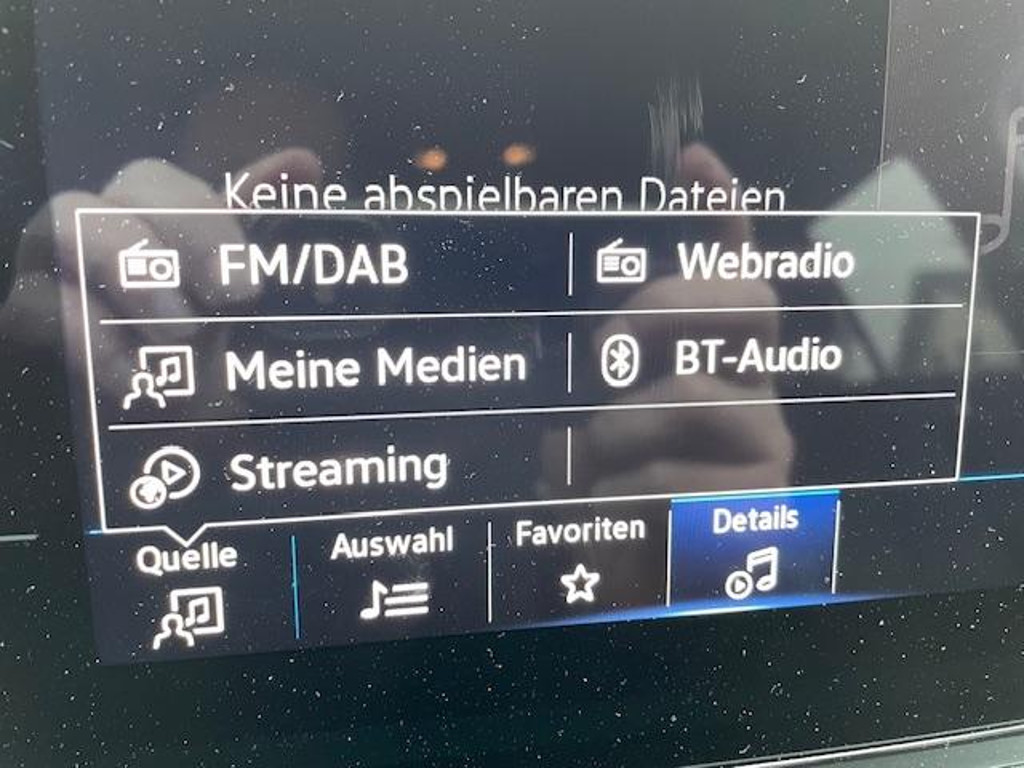 Keine abspielbaren Dateien
FM/DAB
Webradio
Meine Medien
BT-Audio
Streaming
Quelle
Auswahl
Favoriten
Details